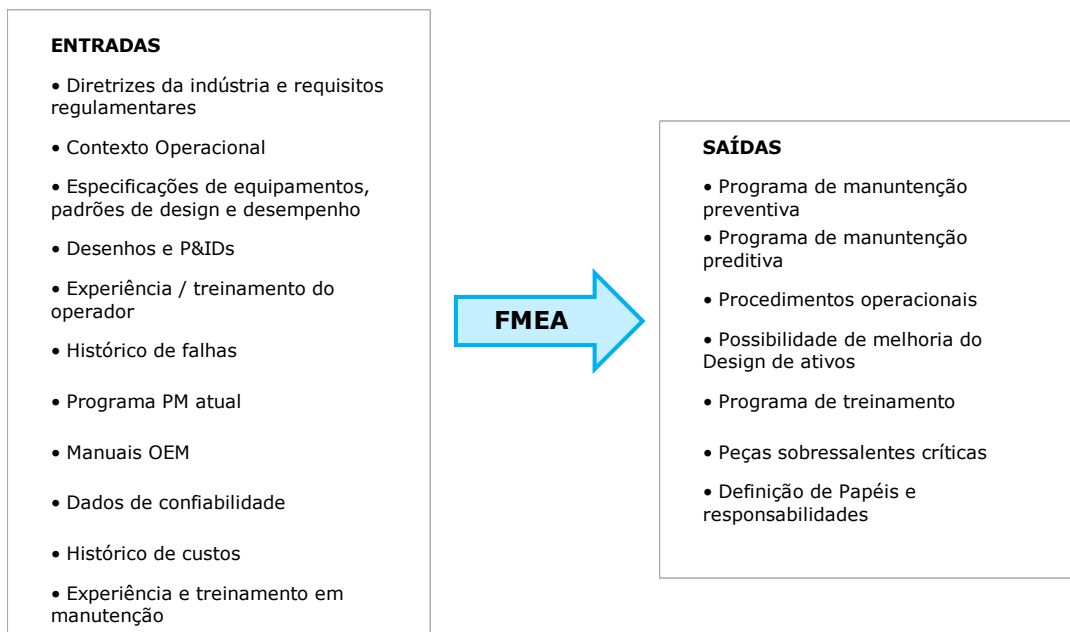 ENTRADAS
• Diretrizes da indústria e requisitos
regulamentares
• Contexto Operacional
• Especificações de equipamentos,
padrões de design e desempenho
• Desenhos e P&IDs
• Experiência / treinamento do
operador
• Histórico de falhas
• Programa PM atual
• Manuais OEM
• Dados de confiabilidade
• Histórico de custos
• Experiência e treinamento em
manutenção
FMEA
SAÍDAS
• Programa de manuntenção
preventiva
• Programa de manuntenção
preditiva
• Procedimentos operacionais
• Possibilidade de melhoria do
Design de ativos
• Programa de treinamento
• Peças sobressalentes críticas
• Definição de Papéis e
responsabilidades